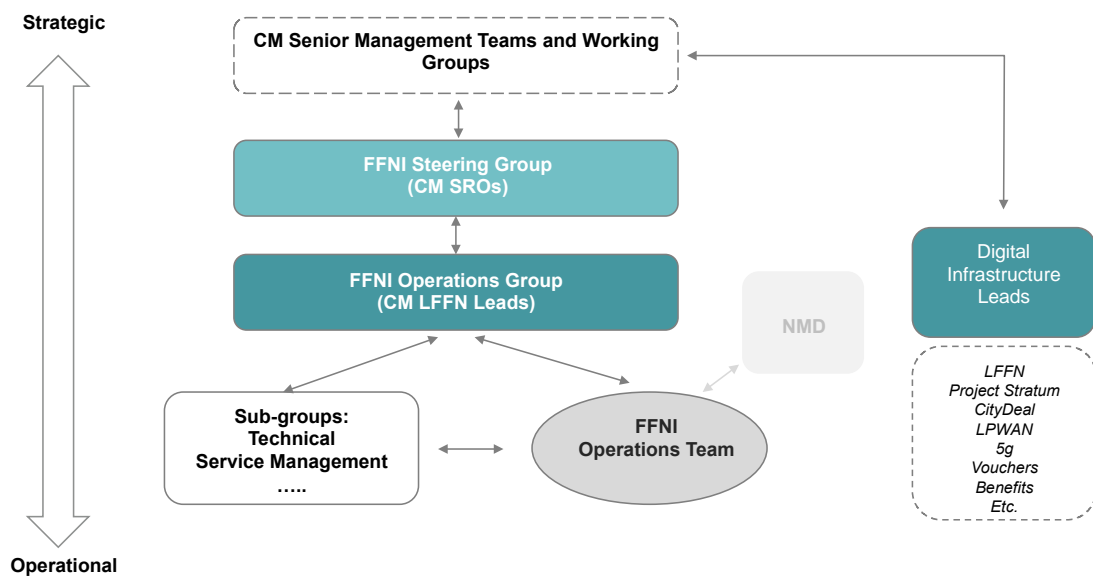 Strategic
CM Senior Management Teams and Working
Groups
FFNI Steering Group
(CM SROs)
FFNI Operations Group
(CM LFFN Leads)
Digital
Infrastructure
Leads
NMD
LFFN
Project Stratum
CityDeal
LPWAN
5g
Vouchers
Benefits
Etc.
Sub-groups:
Technical
Service Management
…..
FFNI
Operations Team
Operational